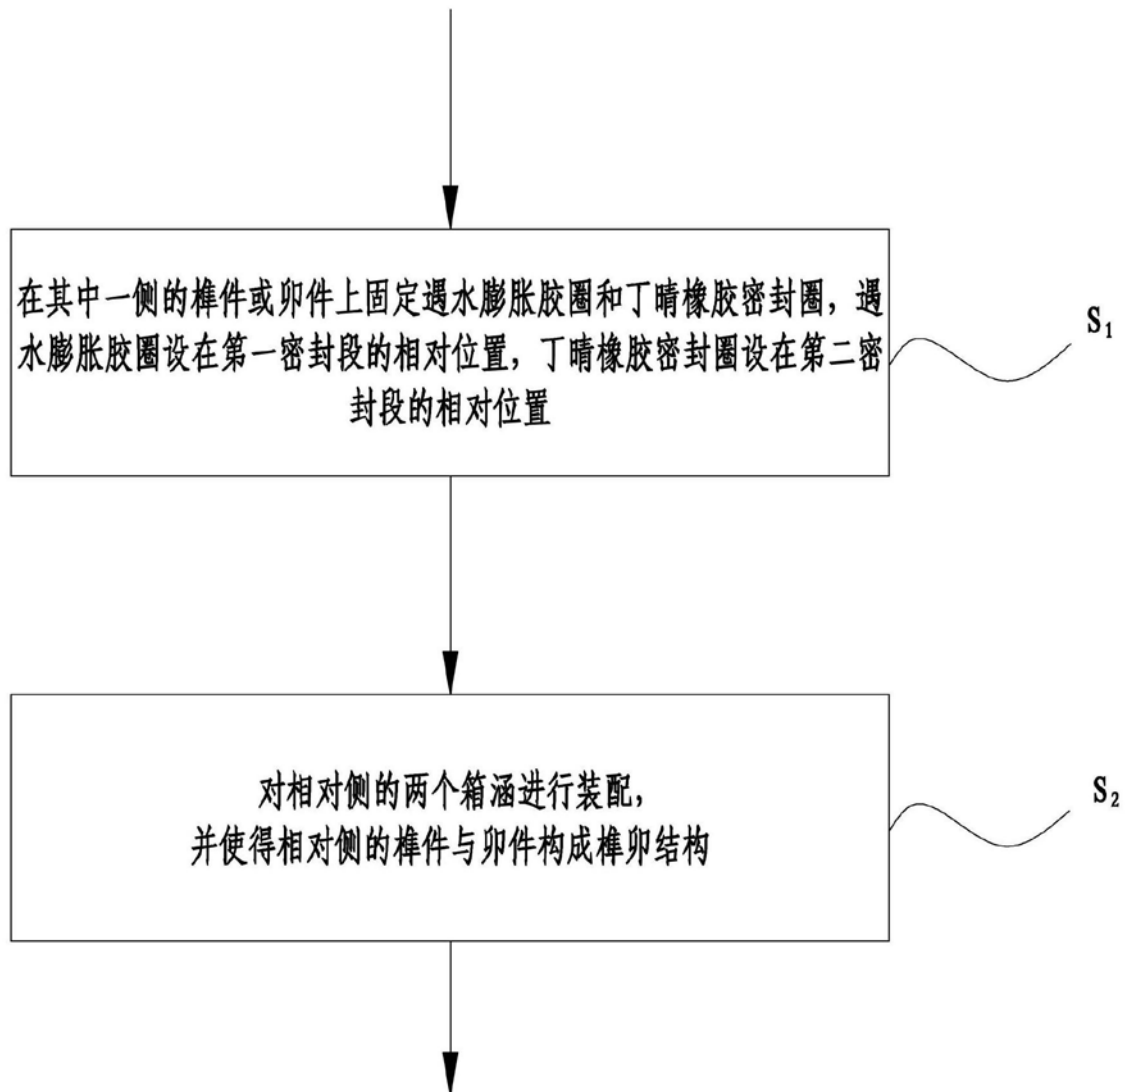 在其中一侧的榫件或卯件上固定遇水膨胀胶圈和丁晴橡胶密封圈，遇
水膨胀胶圈设在第一密封段的相对位置，丁晴橡胶密封圈设在第二密
封段的相对位置
S₁
对相对侧的两个箱涵进行装配，
并使得相对侧的榫件与卯件构成榫卯结构
S₂